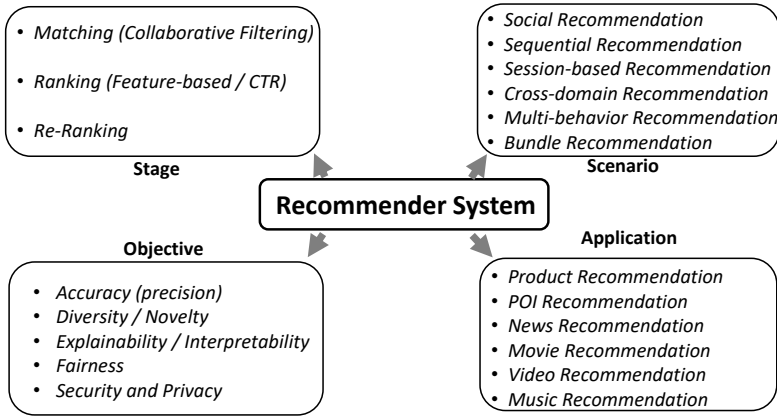 • Matching (Collaborative Filtering)
• Ranking (Feature-based / CTR)
• Re-Ranking
Stage
• Social Recommendation
• Sequential Recommendation
• Session-based Recommendation
• Cross-domain Recommendation
• Multi-behavior Recommendation
• Bundle Recommendation
Scenario
Recommender System
Objective
• Accuracy (precision)
• Diversity / Novelty
• Explainability / Interpretability
• Fairness
• Security and Privacy
Application
• Product Recommendation
• POI Recommendation
• News Recommendation
• Movie Recommendation
• Video Recommendation
• Music Recommendation